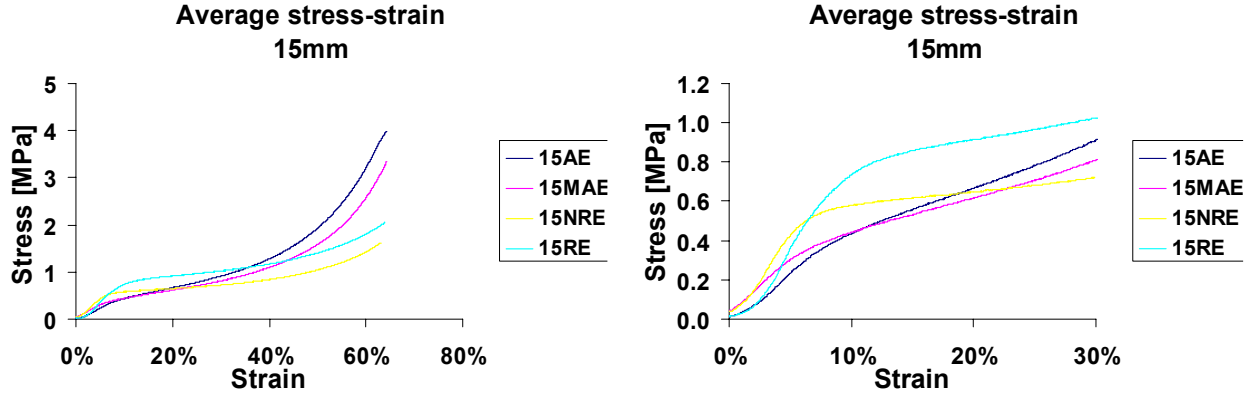 Average stress-strain
15mm
Stress [MPa]
5
4
3
2
1
0
0% 20% 40% 60% 80%
Strain
15AE
15MAE
15NRE
15RE
Average stress-strain
15mm
Stress [MPa]
1.2
1.0
0.8
0.6
0.4
0.2
0.0
0% 10% 20% 30%
Strain
15AE
15MAE
15NRE
15RE